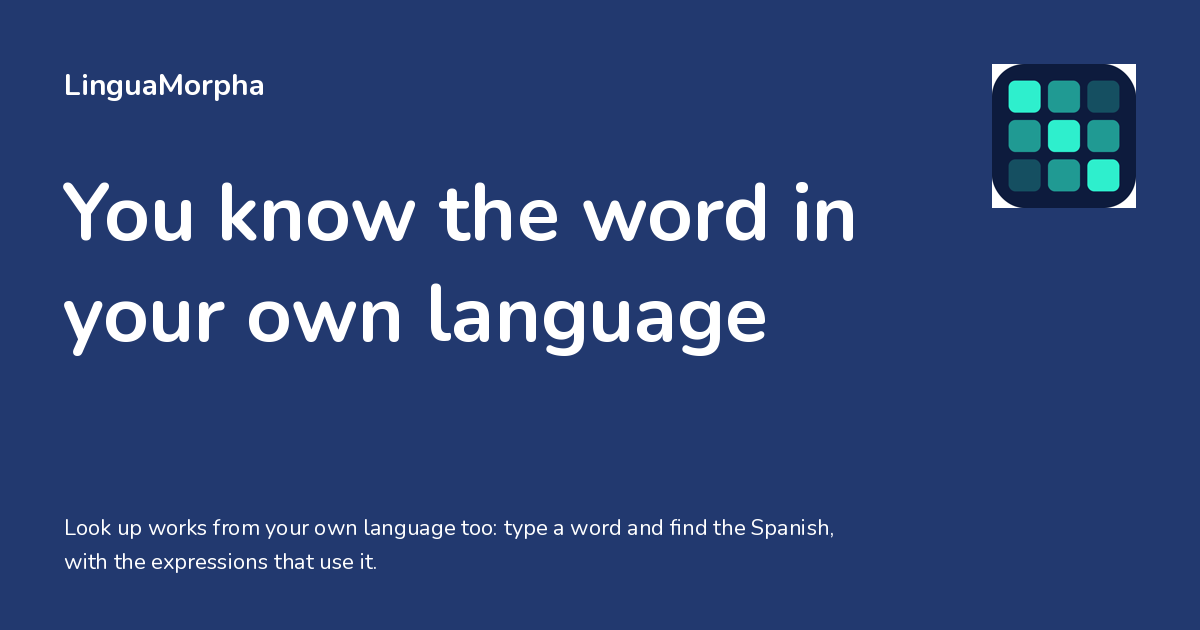 LinguaMorpha
You know the word in
your own language
Look up works from your own language too: type a word and find the Spanish,
with the expressions that use it.